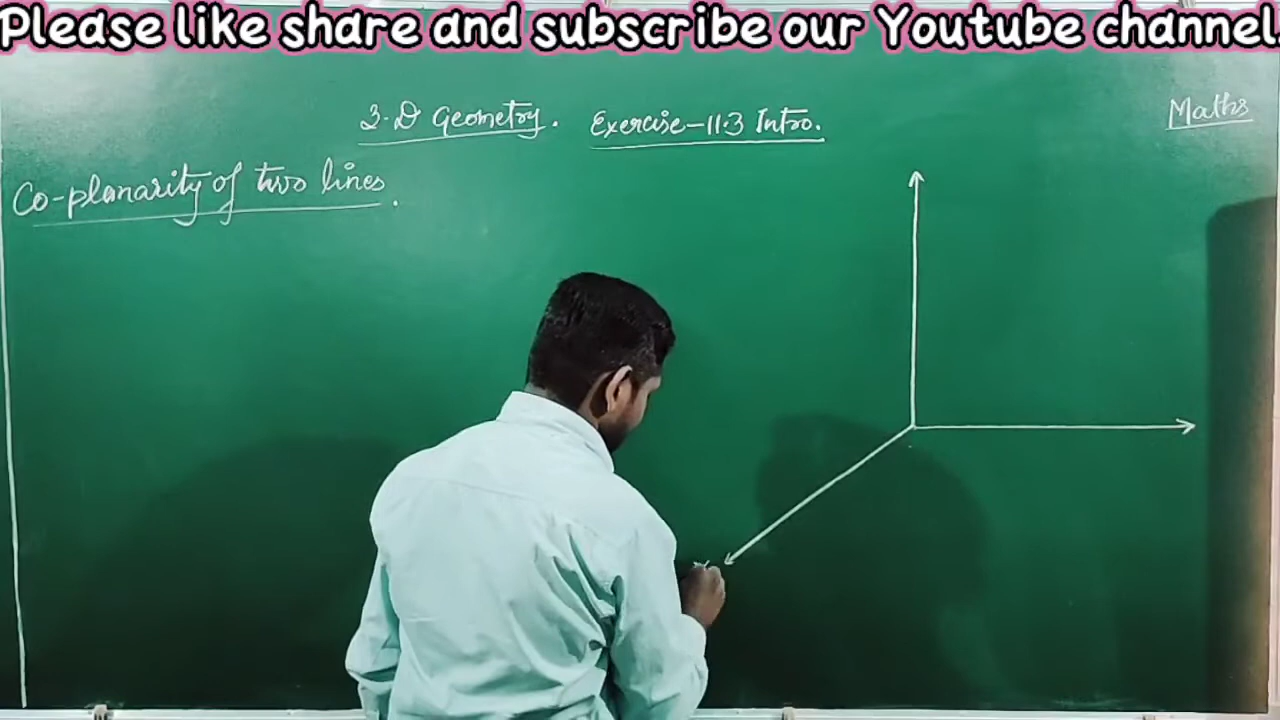 Please like share and subscribe our Youtube channel.
3-D Geometry. Exercise-11.3 Intro.
Maths
Co-planarity of two lines.